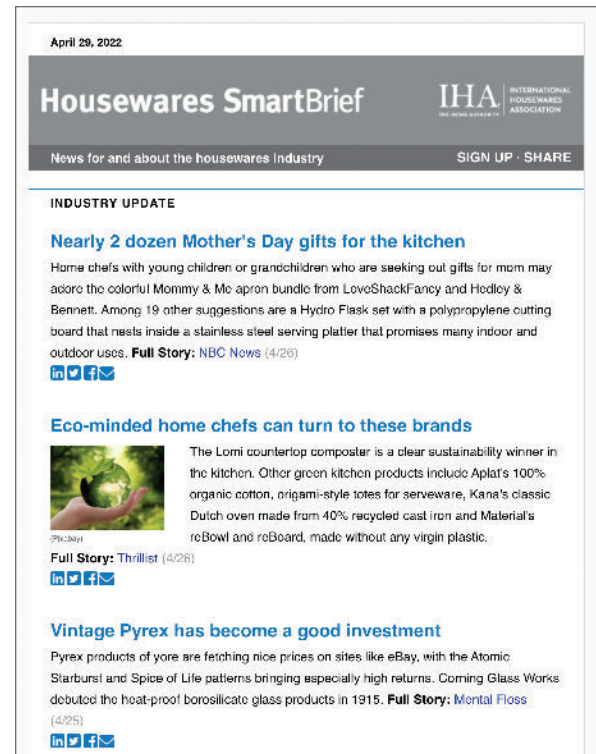 April 29, 2022
Housewares SmartBrief
IHA
THE HOME AUTHORITY
INTERNATIONAL
HOUSEWARES
ASSOCIATION
News for and about the housewares industry
SIGN UP · SHARE
INDUSTRY UPDATE
Nearly 2 dozen Mother's Day gifts for the kitchen
Home chefs with young children or grandchildren who are seeking out gifts for mom may
adore the colorful Mommy & Me apron bundle from LoveShackFancy and Hedley &
Bennett. Among 19 other suggestions are a Hydro Flask set with a polypropylene cutting
board that nests inside a stainless steel serving platter that promises many indoor and
outdoor uses. Full Story: NBC News (4/26)
Eco-minded home chefs can turn to these brands
The Lomi countertop composter is a clear sustainability winner in
the kitchen. Other green kitchen products include Aplat's 100%
organic cotton, origami-style totes for serveware, Kana's classic
Dutch oven made from 40% recycled cast iron and Material's
reBowl and reBoard, made without any virgin plastic.
(Pixabay)
Full Story: Thrillist (4/26)
Vintage Pyrex has become a good investment
Pyrex products of yore are fetching nice prices on sites like eBay, with the Atomic
Starburst and Spice of Life patterns bringing especially high returns. Corning Glass Works
debuted the heat-proof borosilicate glass products in 1915. Full Story: Mental Floss
(4/25)